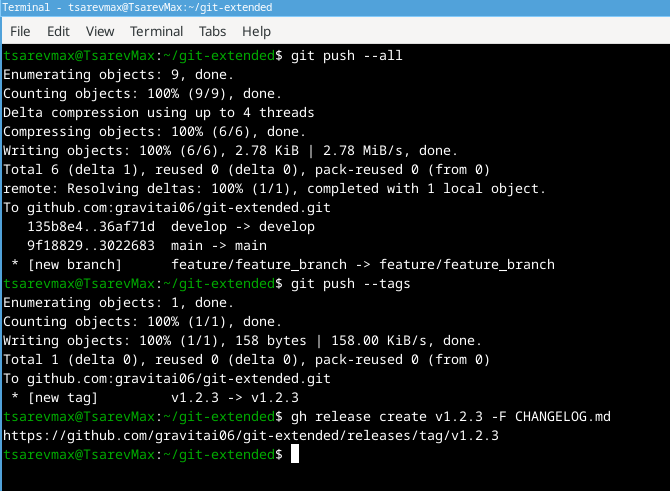 Terminal - tsarevmax@TsarevMax:~/git-extended
File Edit View Terminal Tabs Help
tsarevmax@TsarevMax:~/git-extended$ git push --all
Enumerating objects: 9, done.
Counting objects: 100% (9/9), done.
Delta compression using up to 4 threads
Compressing objects: 100% (6/6), done.
Writing objects: 100% (6/6), 2.78 KiB | 2.78 MiB/s, done.
Total 6 (delta 1), reused 0 (delta 0), pack-reused 0 (from 0)
remote: Resolving deltas: 100% (1/1), completed with 1 local object.
To github.com:gravitai06/git-extended.git
   135b8e4..36af71d  develop -> develop
   9f18829..3022683  main -> main
 * [new branch]      feature/feature_branch -> feature/feature_branch
tsarevmax@TsarevMax:~/git-extended$ git push --tags
Enumerating objects: 1, done.
Counting objects: 100% (1/1), done.
Writing objects: 100% (1/1), 158 bytes | 158.00 KiB/s, done.
Total 1 (delta 0), reused 0 (delta 0), pack-reused 0 (from 0)
To github.com:gravitai06/git-extended.git
 * [new tag]         v1.2.3 -> v1.2.3
tsarevmax@TsarevMax:~/git-extended$ gh release create v1.2.3 -F CHANGELOG.md
https://github.com/gravitai06/git-extended/releases/tag/v1.2.3
tsarevmax@TsarevMax:~/git-extended$